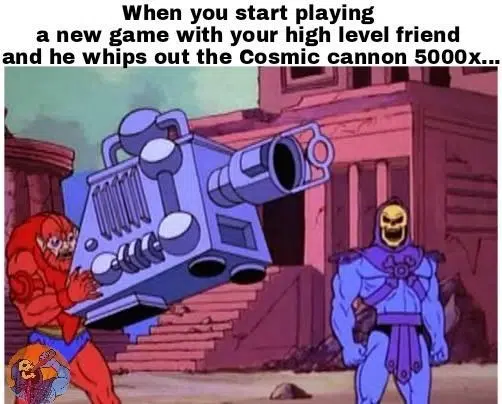 When you start playing
a new game with your high level friend
and he whips out the Cosmic cannon 5000x...